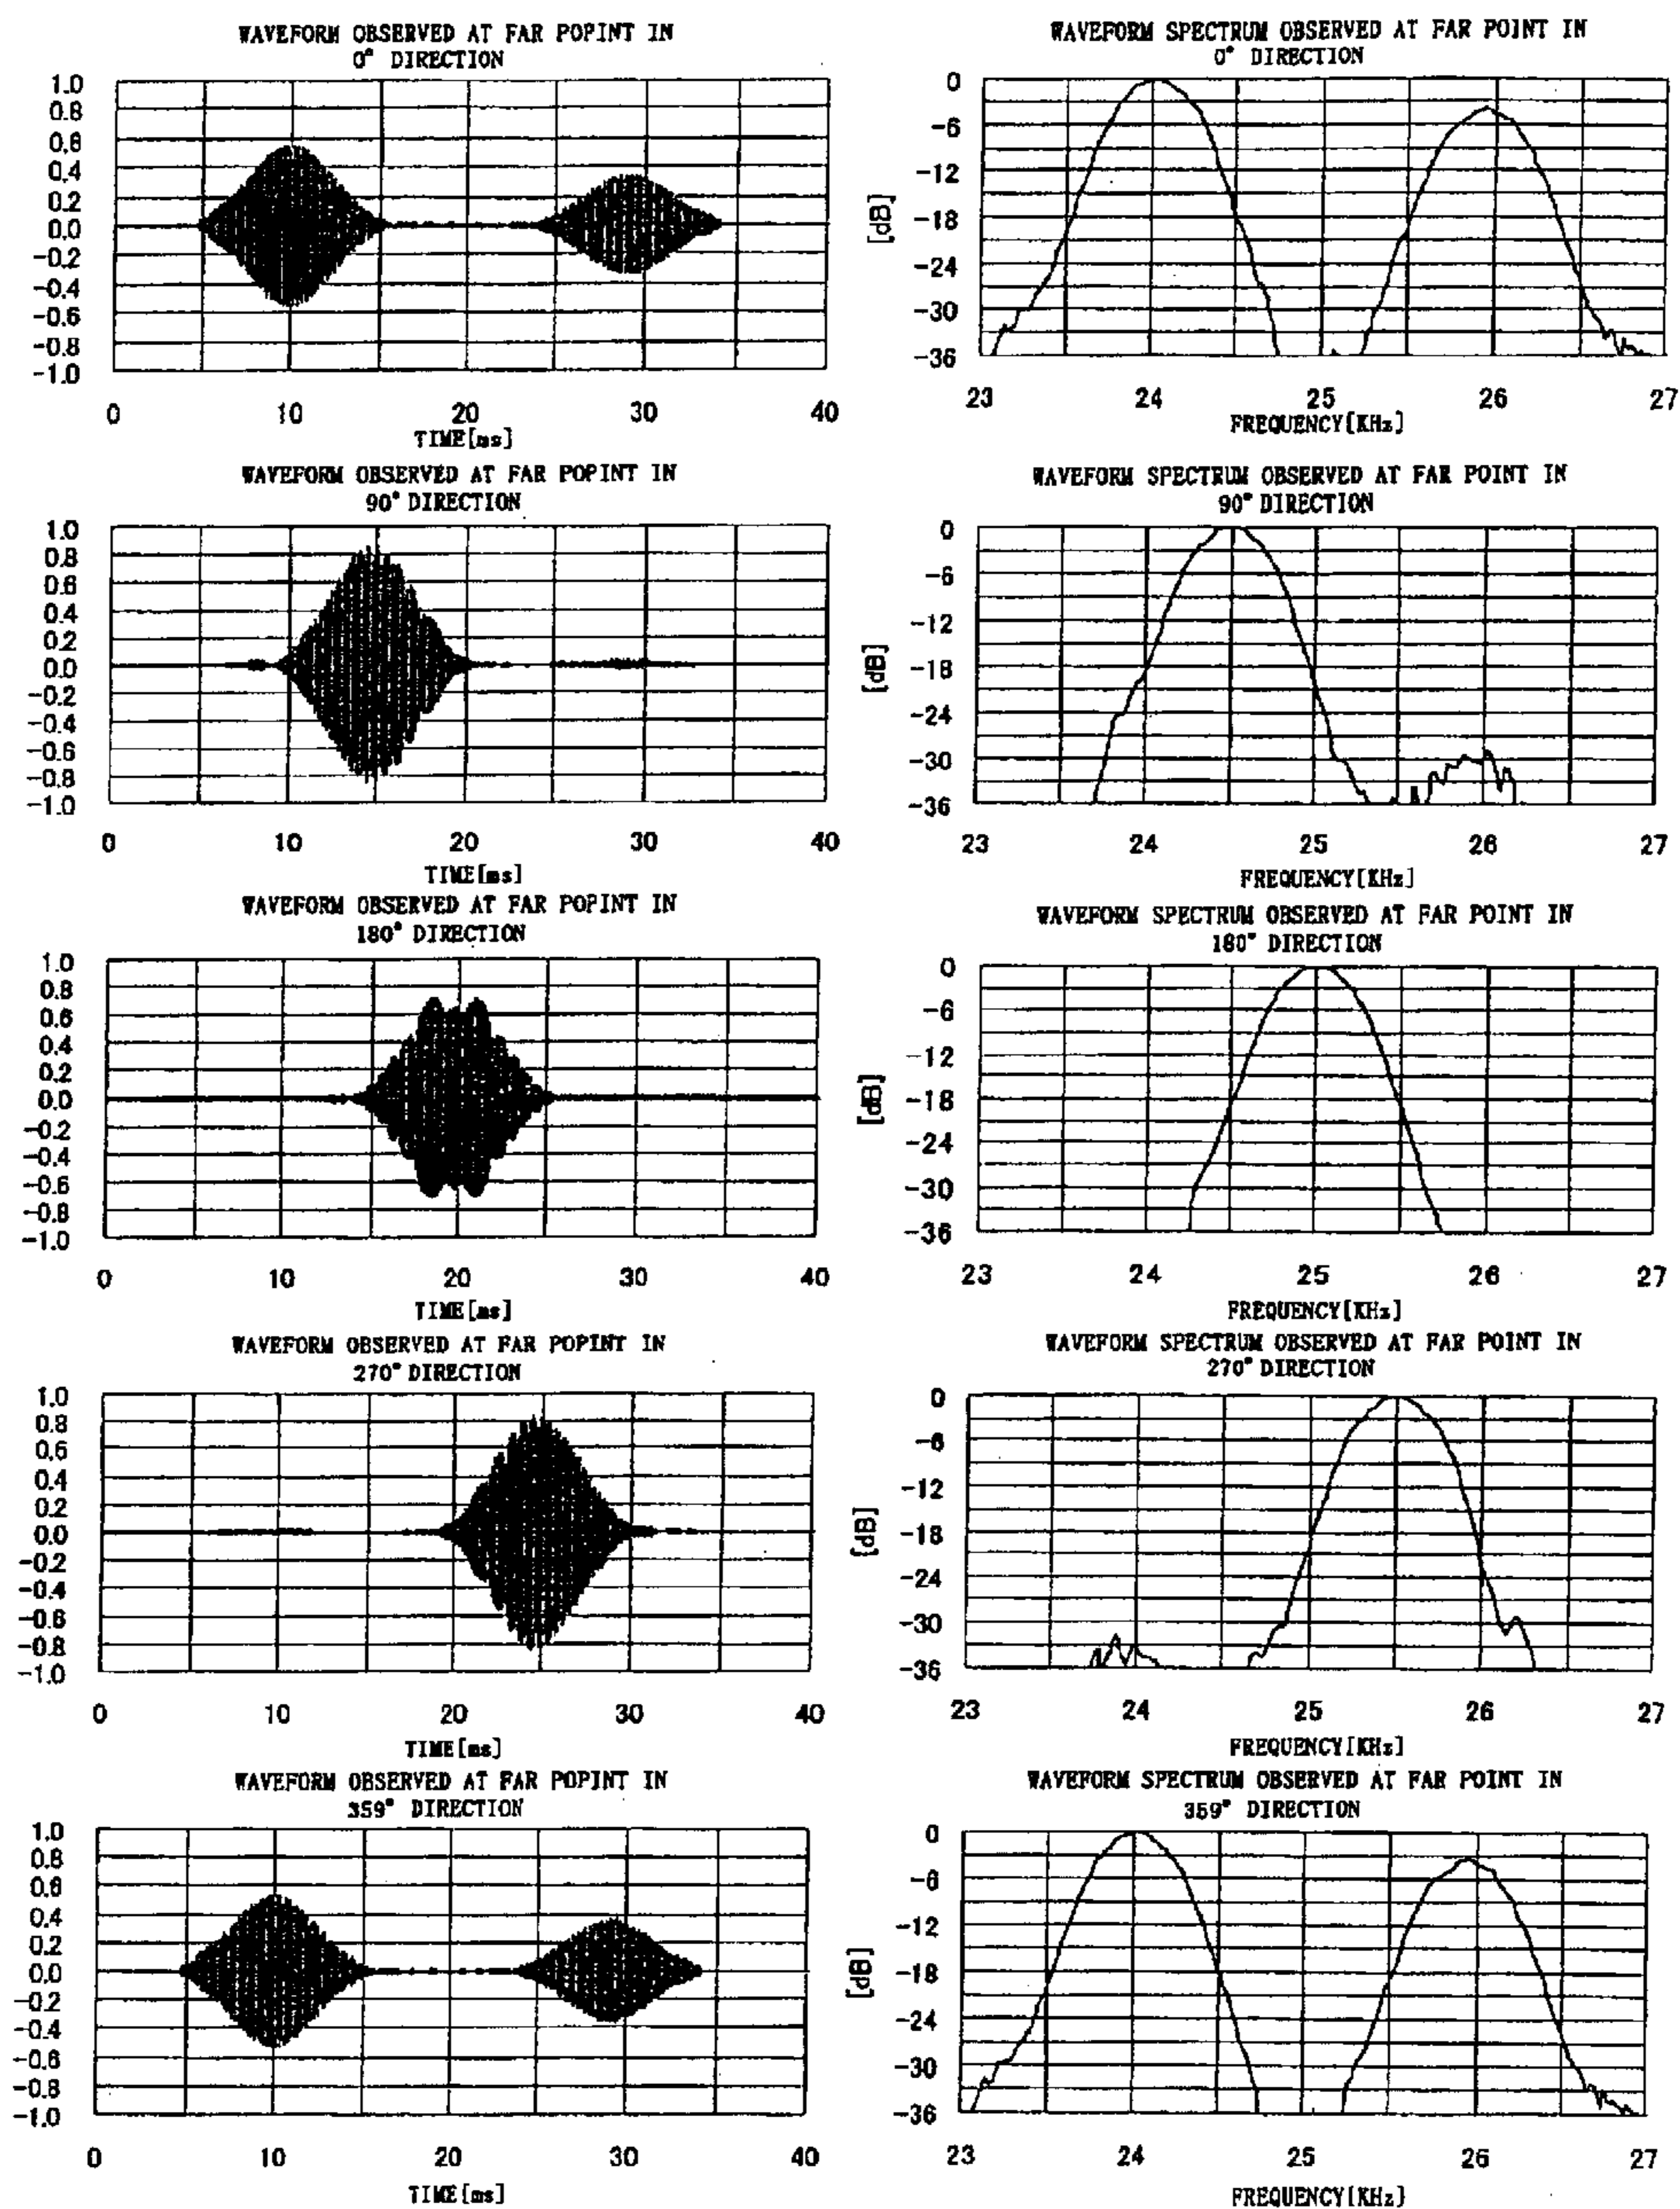 WAVEFORM OBSERVED AT FAR POPINT IN
0° DIRECTION
1.0
0.8
0.6
0.4
0.2
0.0
-0.2
-0.4
-0.6
-0.8
-1.0
0 10 20 30 40
TIME[ms]
WAVEFORM SPECTRUM OBSERVED AT FAR POINT IN
0° DIRECTION
[dB]
0
-6
-12
-18
-24
-30
-36
23 24 25 26 27
FREQUENCY[KHz]
WAVEFORM OBSERVED AT FAR POPINT IN
90° DIRECTION
1.0
0.8
0.6
0.4
0.2
0.0
-0.2
-0.4
-0.6
-0.8
-1.0
0 10 20 30 40
TIME[ms]
WAVEFORM SPECTRUM OBSERVED AT FAR POINT IN
90° DIRECTION
[dB]
0
-6
-12
-18
-24
-30
-36
23 24 25 26 27
FREQUENCY[KHz]
WAVEFORM OBSERVED AT FAR POPINT IN
180° DIRECTION
1.0
0.8
0.6
0.4
0.2
0.0
-0.2
-0.4
-0.6
-0.8
-1.0
0 10 20 30 40
TIME[ms]
WAVEFORM SPECTRUM OBSERVED AT FAR POINT IN
180° DIRECTION
[dB]
0
-6
-12
-18
-24
-30
-36
23 24 25 26 27
FREQUENCY[KHz]
WAVEFORM OBSERVED AT FAR POPINT IN
270° DIRECTION
1.0
0.8
0.6
0.4
0.2
0.0
-0.2
-0.4
-0.6
-0.8
-1.0
0 10 20 30 40
TIME[ms]
WAVEFORM SPECTRUM OBSERVED AT FAR POINT IN
270° DIRECTION
[dB]
0
-6
-12
-18
-24
-30
-36
23 24 25 26 27
FREQUENCY[KHz]
WAVEFORM OBSERVED AT FAR POPINT IN
359° DIRECTION
1.0
0.8
0.6
0.4
0.2
0.0
-0.2
-0.4
-0.6
-0.8
-1.0
0 10 20 30 40
TIME[ms]
WAVEFORM SPECTRUM OBSERVED AT FAR POINT IN
359° DIRECTION
[dB]
0
-6
-12
-18
-24
-30
-36
23 24 25 26 27
FREQUENCY[KHz]